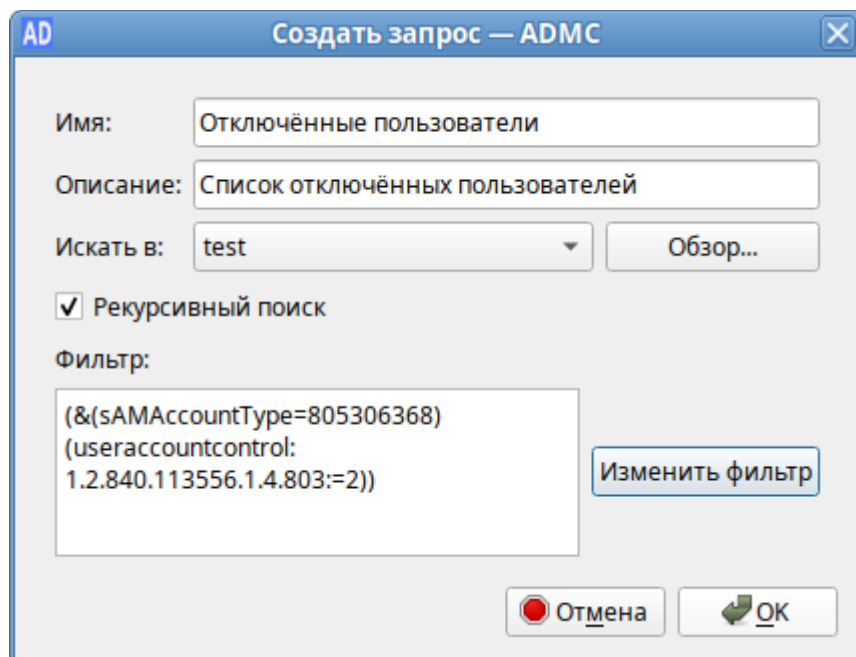 AD Создать запрос — ADMC
Имя: Отключённые пользователи
Описание: Список отключённых пользователей
Искать в: test Обзор...
Рекурсивный поиск
Фильтр:
(&(sAMAccountType=805306368)
(useraccountcontrol:
1.2.840.113556.1.4.803:=2))
Изменить фильтр
Отмена OK